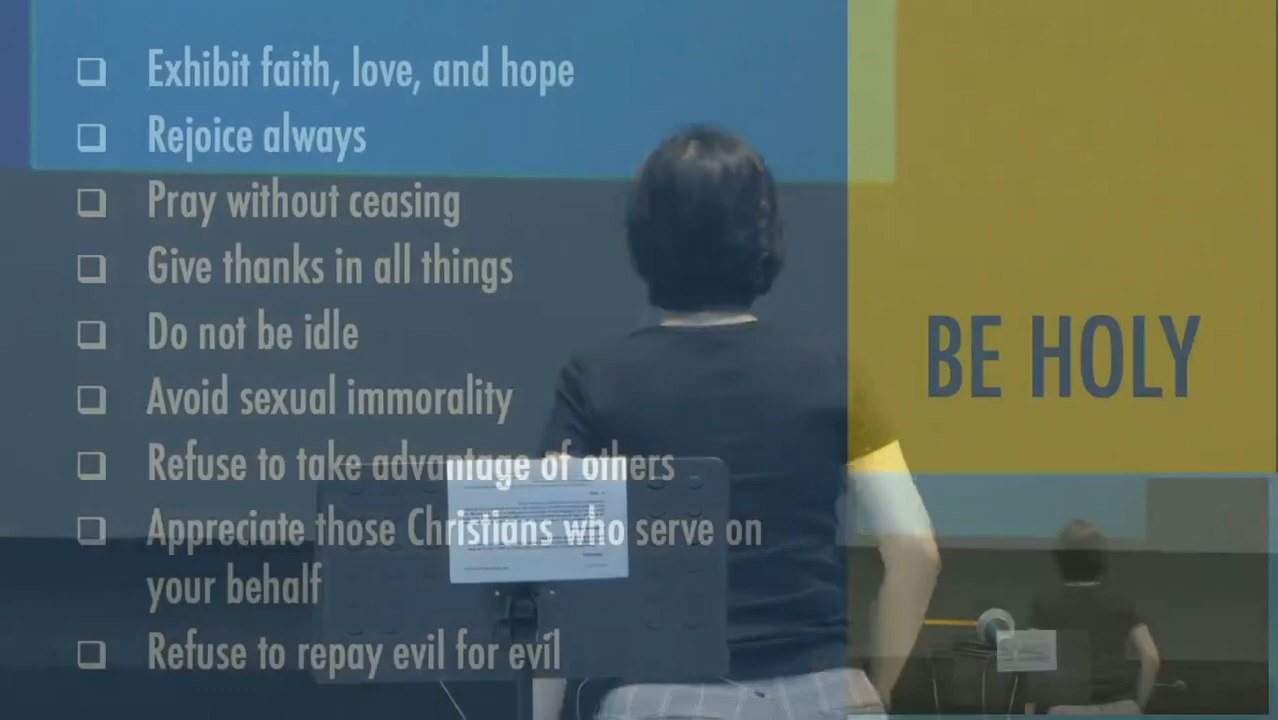 Exhibit faith, love, and hope
Rejoice always
Pray without ceasing
Give thanks in all things
Do not be idle
Avoid sexual immorality
Refuse to take advantage of others
Appreciate those Christians who serve on
your behalf
Refuse to repay evil for evil
BE HOLY